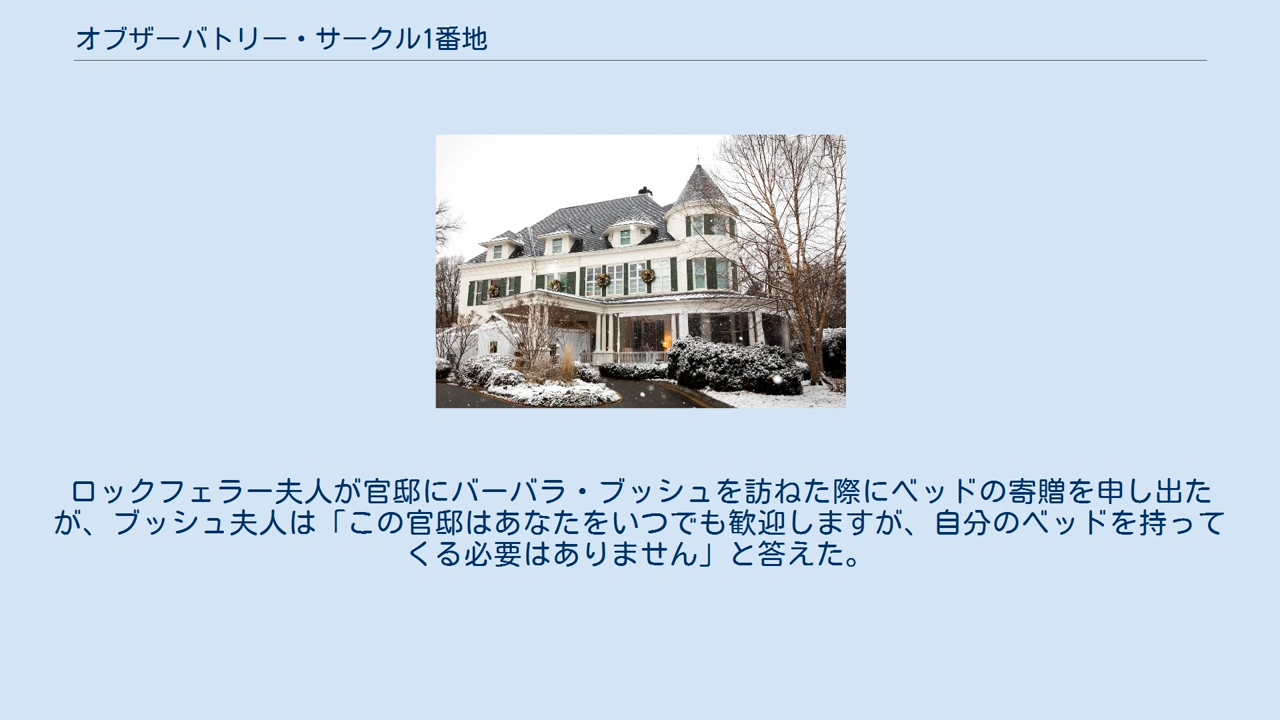 オブザーバトリー・サークル1番地
ロックフェラー夫人が官邸にバーバラ・ブッシュを訪ねた際にベッドの寄贈を申し出た
が、ブッシュ夫人は「この官邸はあなたをいつでも歓迎しますが、自分のベッドを持って
くる必要はありません」と答えた。